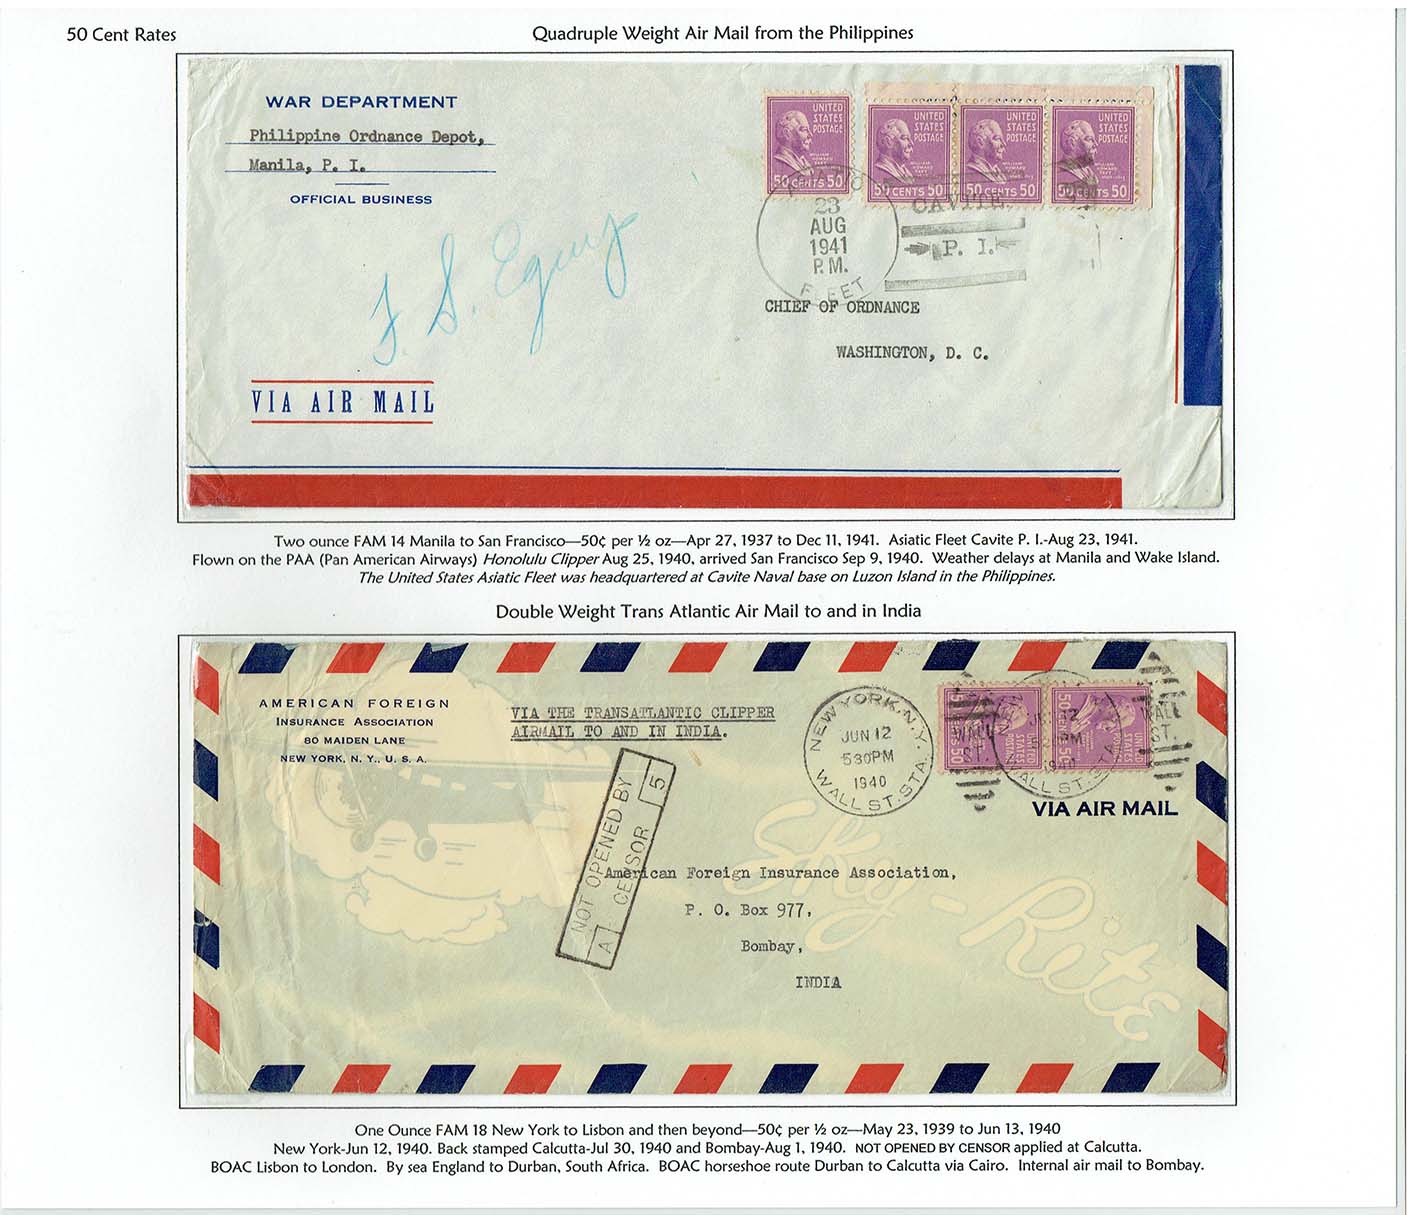 50 Cent Rates
Quadruple Weight Air Mail from the Philippines
WAR DEPARTMENT
Philippine Ordnance Depot,
Manila, P. I.
OFFICIAL BUSINESS
UNITED STATES POSTAGE
50 CENTS 50
UNITED STATES POSTAGE
WILLIAM HOWARD TAFT
50 CENTS 50
UNITED STATES POSTAGE
50 CENTS 50
UNITED STATES POSTAGE
50 CENTS 50
23
AUG
1941
P.M.
FLEET
CAVITE
P. I.
CHIEF OF ORDNANCE
WASHINGTON, D. C.
VIA AIR MAIL
Two ounce FAM 14 Manila to San Francisco—50¢ per ½ oz—Apr 27, 1937 to Dec 11, 1941. Asiatic Fleet Cavite P. I.-Aug 23, 1941.
Flown on the PAA (Pan American Airways) Honolulu Clipper Aug 25, 1940, arrived San Francisco Sep 9, 1940. Weather delays at Manila and Wake Island.
The United States Asiatic Fleet was headquartered at Cavite Naval base on Luzon Island in the Philippines.
Double Weight Trans Atlantic Air Mail to and in India
AMERICAN FOREIGN
INSURANCE ASSOCIATION
80 MAIDEN LANE
NEW YORK, N. Y., U. S. A.
VIA THE TRANSATLANTIC CLIPPER
AIRMAIL TO AND IN INDIA.
NEW YORK, N.Y.
JUN 12
530PM
1940
WALL ST. STA.
WALL
ST.
JUN 12
1940
WALL ST. STA.
WALL
ST.
VIA AIR MAIL
NOT OPENED BY 5
A CENSOR
American Foreign Insurance Association,
P. O. Box 977,
Bombay,
INDIA
Sky-Rite
One Ounce FAM 18 New York to Lisbon and then beyond—50¢ per ½ oz—May 23, 1939 to Jun 13, 1940
New York-Jun 12, 1940. Back stamped Calcutta-Jul 30, 1940 and Bombay-Aug 1, 1940. NOT OPENED BY CENSOR applied at Calcutta.
BOAC Lisbon to London. By sea England to Durban, South Africa. BOAC horseshoe route Durban to Calcutta via Cairo. Internal air mail to Bombay.